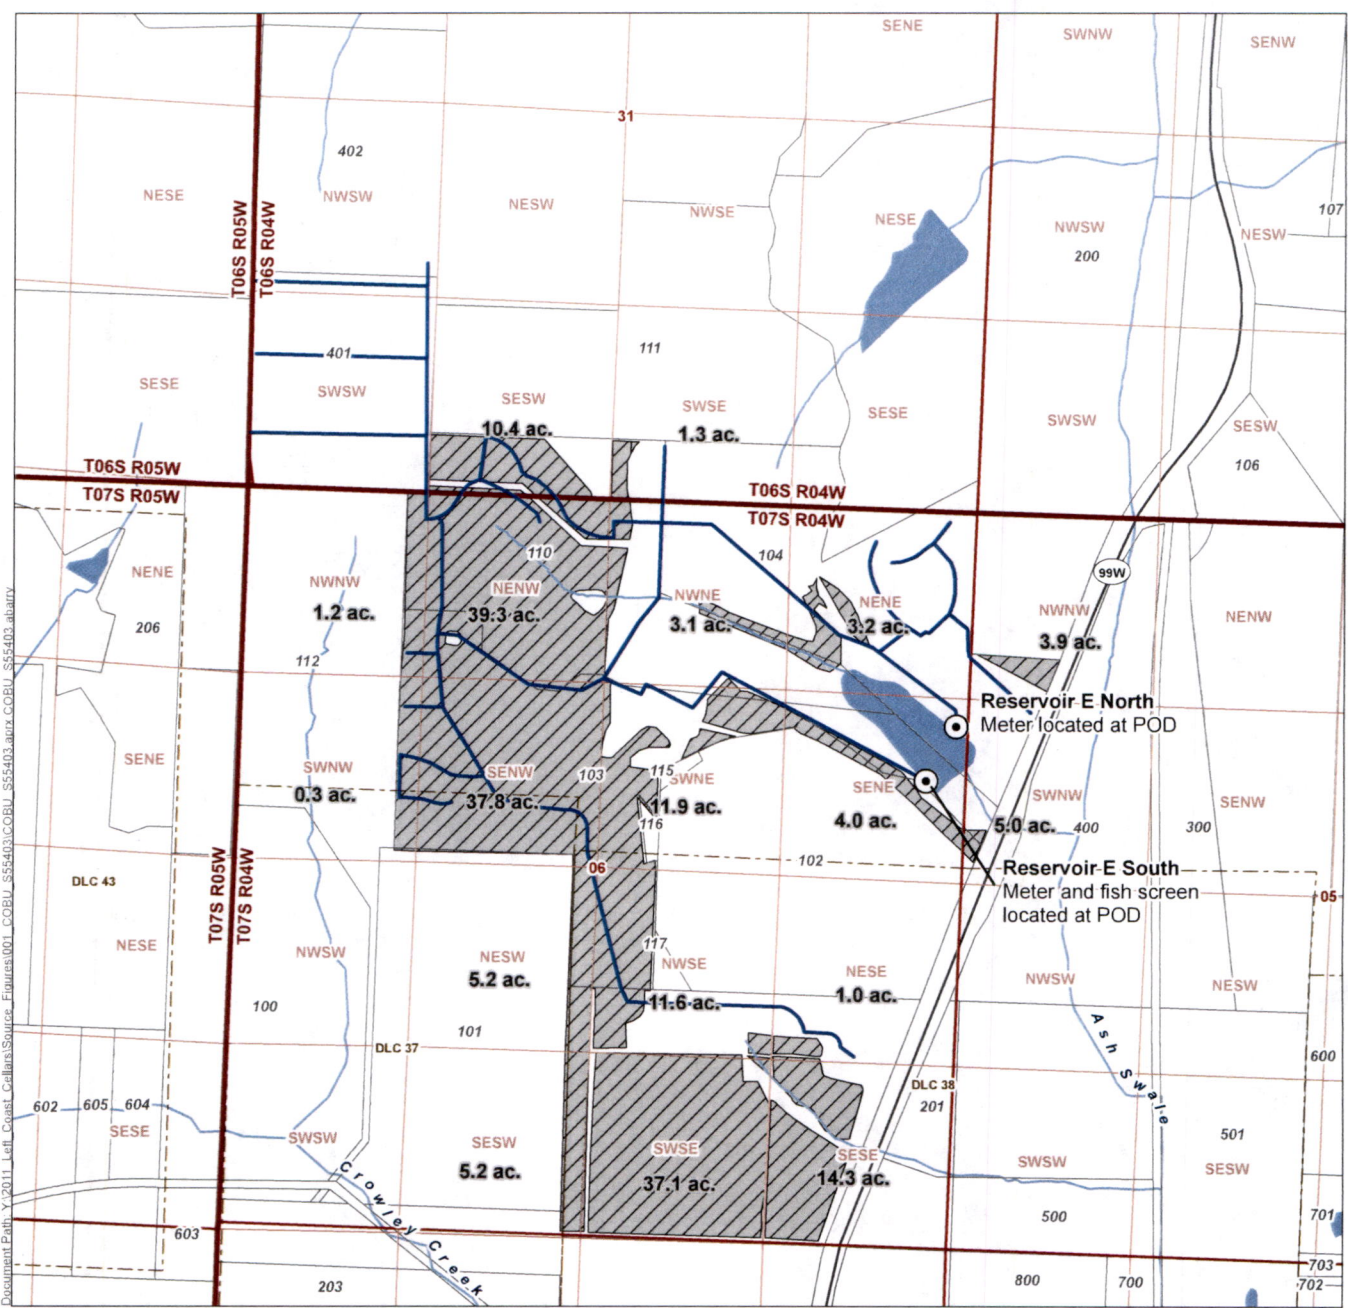 SENE
SWNW
SENW
31
402
NESE
NWSW
NESW
NWSE
NESE
NWSW
200
NESW
107
T06S R05W
T06S R04W
401
111
SESE
SWSW
SESW
10.4 ac.
SWSE
1.3 ac.
SESE
SWSW
SESW
106
T06S R05W
T07S R05W
T06S R04W
T07S R04W
110
104
99W
NENE
206
NWNW
1.2 ac.
112
NENW
39.3 ac.
NWNE
3.1 ac.
NENE
3.2 ac.
NWNW
3.9 ac.
NENW
Reservoir E North
Meter located at POD
SENE
SWNW
0.3 ac.
SENW
37.8 ac.
103
115
SWNE
11.9 ac.
116
SENE
4.0 ac.
SWNW
5.0 ac.
400
300
SENW
102
Reservoir E South
Meter and fish screen
located at POD
T07S R05W
T07S R04W
DLC 43
06
05
NESE
NWSW
NESW
5.2 ac.
117
NWSE
11.6 ac.
NESE
1.0 ac.
NWSW
NESW
100
101
DLC 37
Ash Swale
600
DLC 38
201
602
605
604
SESE
SWSW
SESW
5.2 ac.
SWSE
37.1 ac.
SESE
14.3 ac.
SWSW
501
SESW
Crowley Creek
500
701
603
703
203
800
700
702
Document Path: Y:\2011_Left_Coast_Cellars\Source_Figures\001_COBU_S55403\COBU_S55403.aprx COBU_S55403 abarry